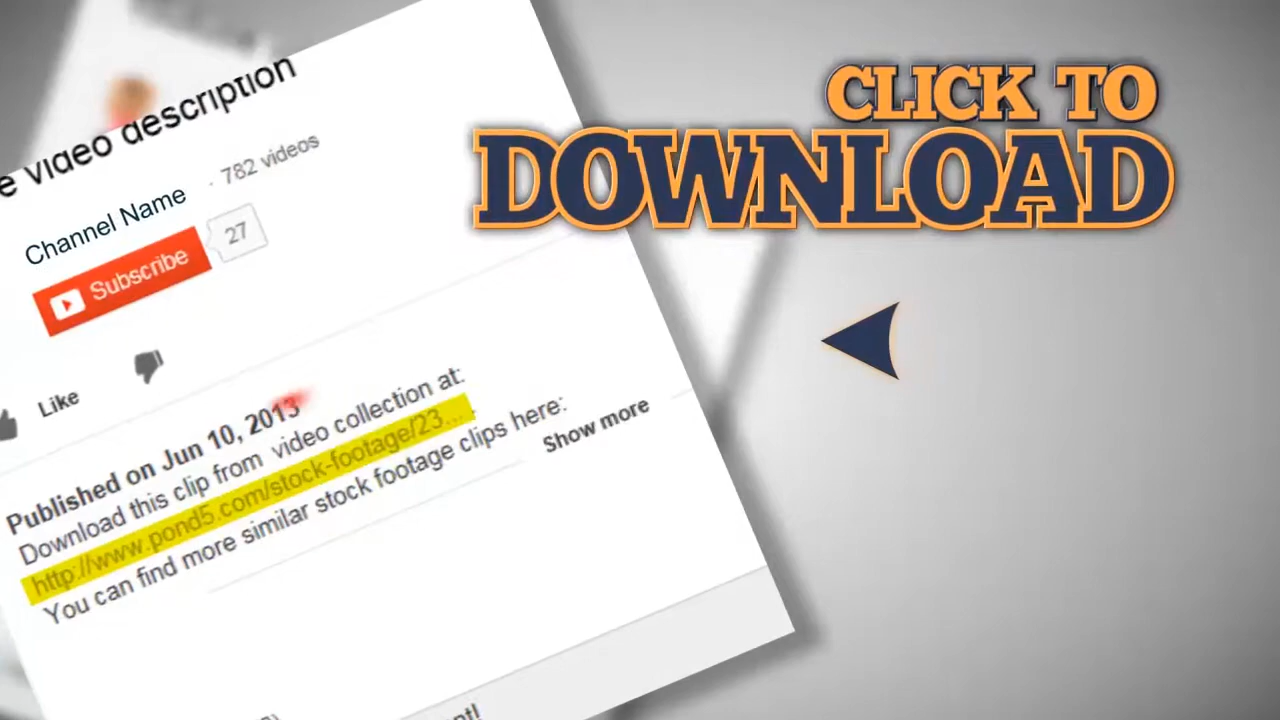 e video description
Channel Name · 782 videos
Subscribe 27
Like
Published on Jun 10, 2013
Download this clip from video collection at:
http://www.pond5.com/stock-footage/23...
You can find more similar stock footage clips here:
Show more
CLICK TO
DOWNLOAD